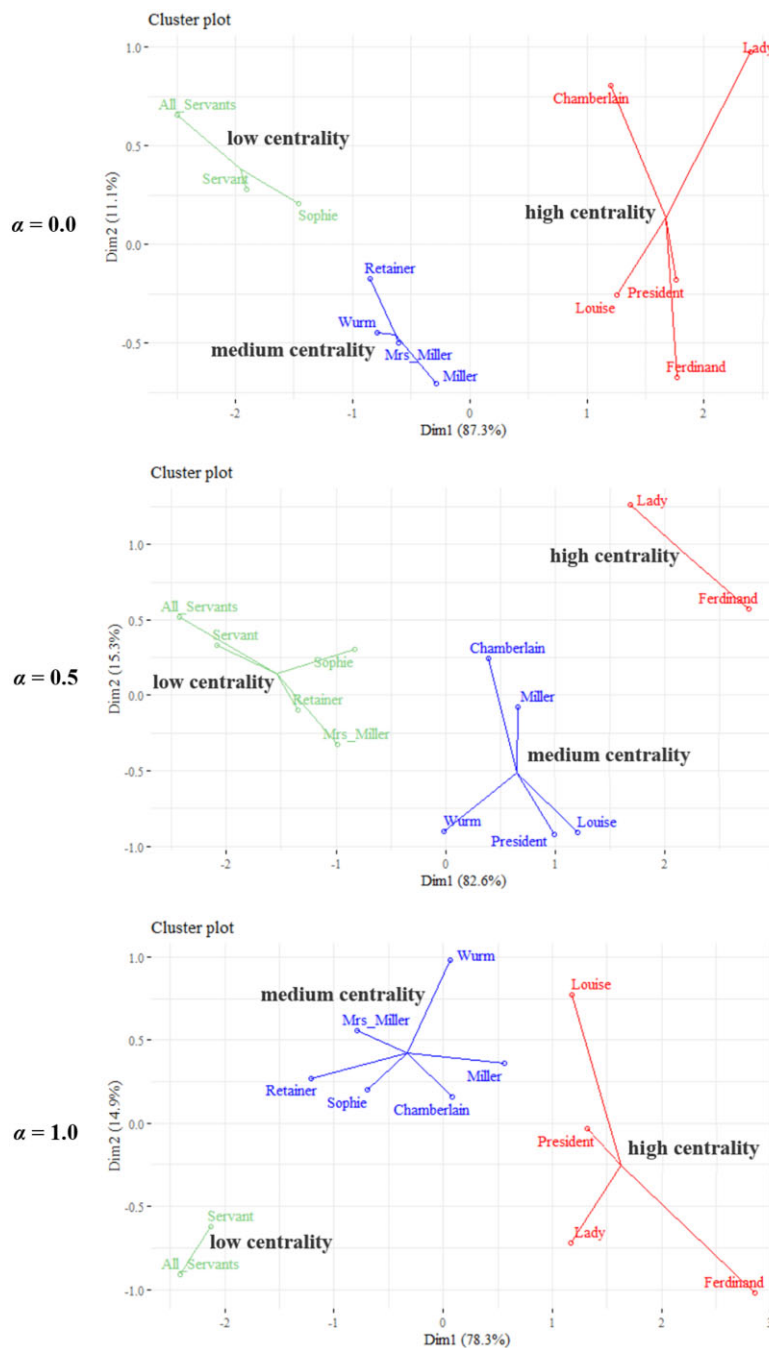 Cluster plot
Lady
1.0-
Chamberlain
All_Servants
low centrality
0.5-
Servant
high centrality
Sophie
α = 0.0
Dim2 (11.1%)
0.0-
Retainer
President
Louise
Wurm
medium centrality
Mrs_Miller
-0.5-
Miller
Ferdinand
-2 -1 0 1 2
Dim1 (87.3%)
Cluster plot
Lady
1.0-
high centrality
All_Servants
Ferdinand
0.5-
Servant
Chamberlain
Sophie
α = 0.5
Dim2 (15.3%)
low centrality
0.0-
Retainer
Miller
Mrs_Miller
medium centrality
-0.5-
Wurm
Louise
President
-1.0-
-2 -1 0 1 2
Dim1 (82.6%)
Cluster plot
1.0-
Wurm
Louise
medium centrality
Mrs_Miller
0.5-
Miller
Retainer
Sophie
Chamberlain
α = 1.0
Dim2 (14.9%)
0.0-
President
high centrality
-0.5-
Servant
low centrality
Lady
All_Servants
-1.0-
Ferdinand
-2 -1 0 1 2 3
Dim1 (78.3%)